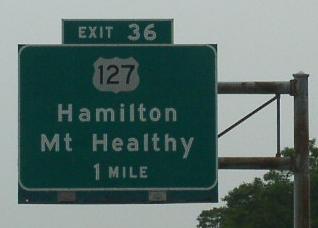 EXIT 36
127
Hamilton
Mt Healthy
1 MILE